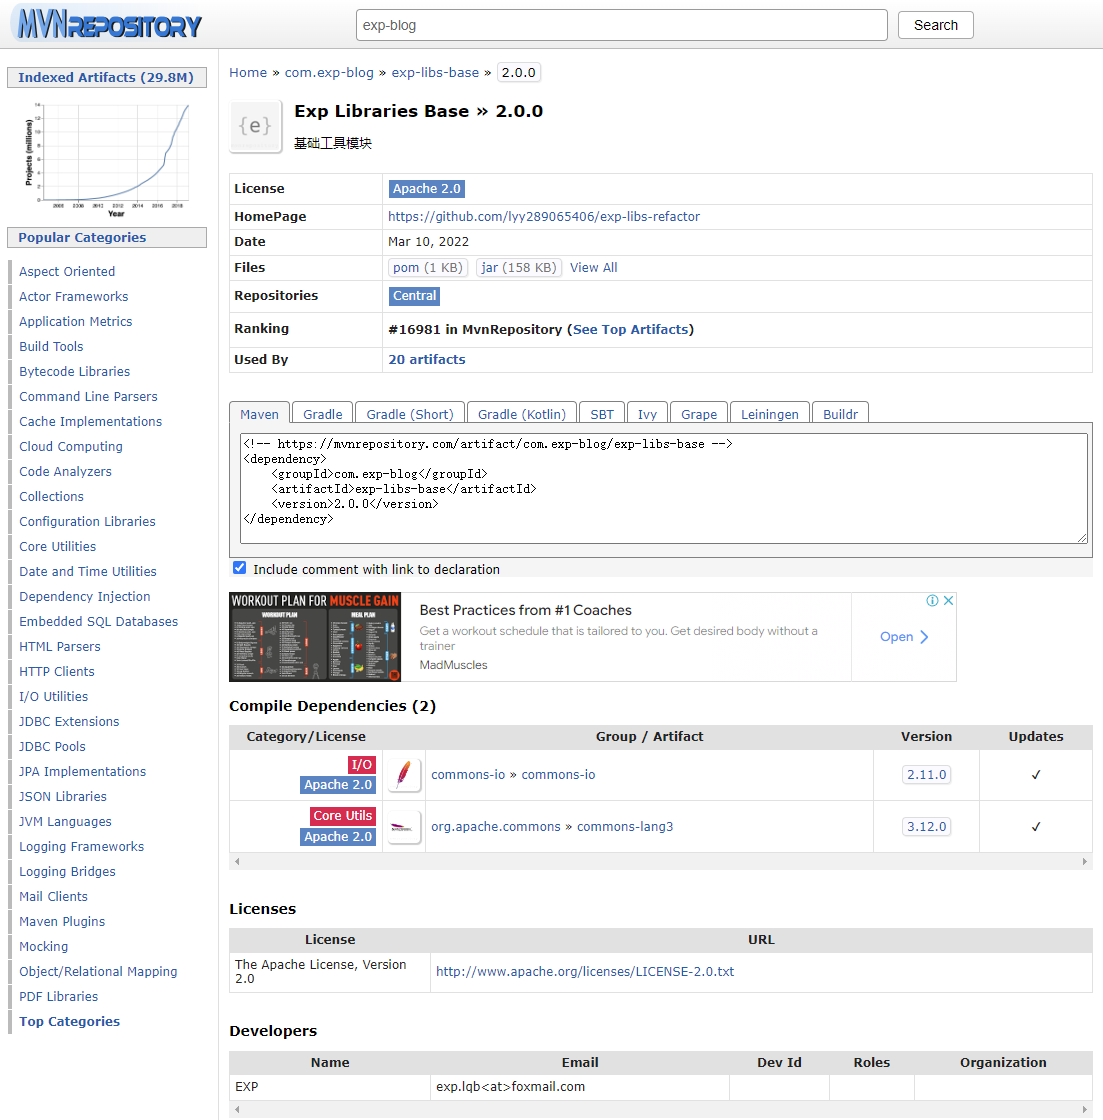 MVNREPOSITORY
exp-blog
Search
Indexed Artifacts (29.8M)
Projects (millions)
Year
Popular Categories
Aspect Oriented
Actor Frameworks
Application Metrics
Build Tools
Bytecode Libraries
Command Line Parsers
Cache Implementations
Cloud Computing
Code Analyzers
Collections
Configuration Libraries
Core Utilities
Date and Time Utilities
Dependency Injection
Embedded SQL Databases
HTML Parsers
HTTP Clients
I/O Utilities
JDBC Extensions
JDBC Pools
JPA Implementations
JSON Libraries
JVM Languages
Logging Frameworks
Logging Bridges
Mail Clients
Maven Plugins
Mocking
Object/Relational Mapping
PDF Libraries
Top Categories
Home » com.exp-blog » exp-libs-base » 2.0.0
{e}
Exp Libraries Base » 2.0.0
基础工具模块
License Apache 2.0
HomePage https://github.com/lyy289065406/exp-libs-refactor
Date Mar 10, 2022
Files pom (1 KB) jar (158 KB) View All
Repositories Central
Ranking #16981 in MvnRepository (See Top Artifacts)
Used By 20 artifacts
Maven Gradle Gradle (Short) Gradle (Kotlin) SBT Ivy Grape Leiningen Buildr
<!-- https://mvnrepository.com/artifact/com.exp-blog/exp-libs-base -->
<dependency>
<groupId>com.exp-blog</groupId>
<artifactId>exp-libs-base</artifactId>
<version>2.0.0</version>
</dependency>
Include comment with link to declaration
WORKOUT PLAN FOR MUSCLE GAIN
WORKOUT PLAN MEAL PLAN
Best Practices from #1 Coaches
Get a workout schedule that is tailored to you. Get desired body without a
trainer
MadMuscles
Open
Compile Dependencies (2)
Category/License Group / Artifact Version Updates
I/O
Apache 2.0
commons-io » commons-io 2.11.0 ✓
Core Utils
Apache 2.0
org.apache.commons » commons-lang3 3.12.0 ✓
Licenses
License URL
The Apache License, Version
2.0
http://www.apache.org/licenses/LICENSE-2.0.txt
Developers
Name Email Dev Id Roles Organization
EXP exp.lqb<at>foxmail.com